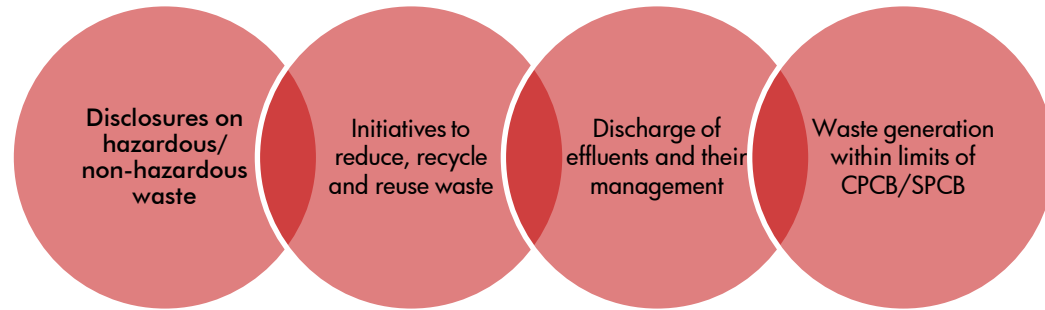 Disclosures on
hazardous/
non-hazardous
waste
Initiatives to
reduce, recycle
and reuse waste
Discharge of
effluents and their
management
Waste generation
within limits of
CPCB/SPCB